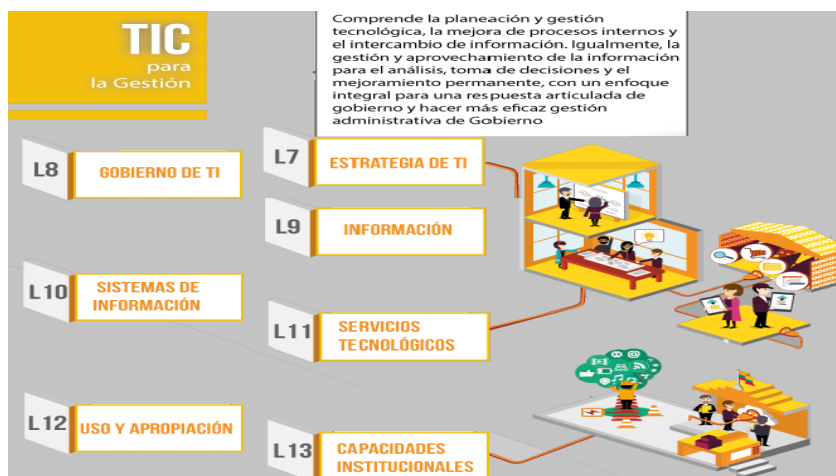 TIC
para
la Gestión
Comprende la planeación y gestión
tecnológica, la mejora de procesos internos y
el intercambio de información. Igualmente, la
gestión y aprovechamiento de la información
para el análisis, toma de decisiones y el
mejoramiento permanente, con un enfoque
integral para una respuesta articulada de
gobierno y hacer más eficaz gestión
administrativa de Gobierno
L7 ESTRATEGIA DE TI
L8 GOBIERNO DE TI
L9 INFORMACIÓN
L10 SISTEMAS DE
INFORMACIÓN
L11 SERVICIOS
TECNOLÓGICOS
L12 USO Y APROPIACIÓN
L13 CAPACIDADES
INSTITUCIONALES